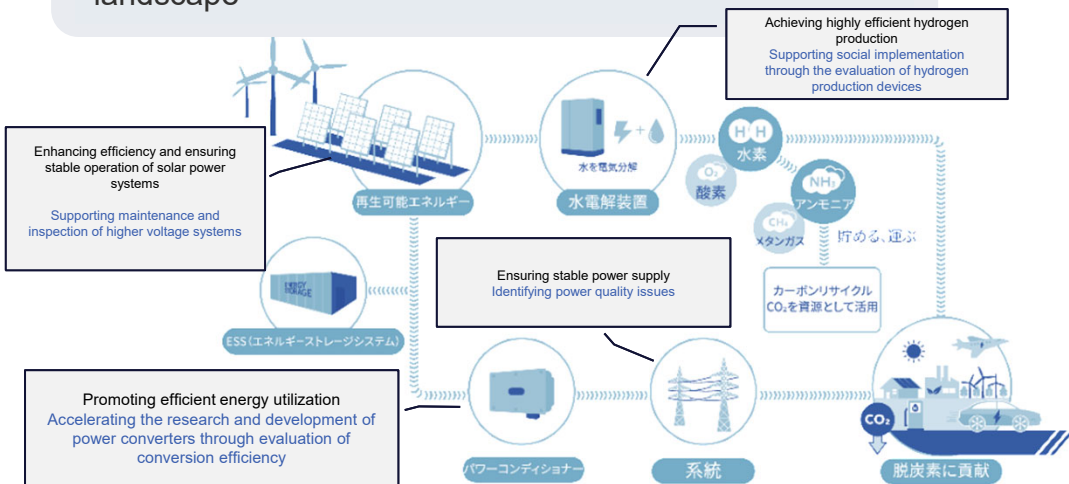 landscape
Achieving highly efficient hydrogen
production
Supporting social implementation
through the evaluation of hydrogen
production devices
Enhancing efficiency and ensuring
stable operation of solar power
systems
Supporting maintenance and
inspection of higher voltage systems
再生可能エネルギー
水を電気分解
水電解装置
H H
水素
O₂
酸素
NH₃
アンモニア
CH₄
メタンガス
貯める、運ぶ
カーボンリサイクル
CO₂を資源として活用
Ensuring stable power supply
Identifying power quality issues
ENERGY
STORAGE
ESS(エネルギーストレージシステム)
Promoting efficient energy utilization
Accelerating the research and development of
power converters through evaluation of
conversion efficiency
パワーコンディショナー
系統
CO₂
脱炭素に貢献